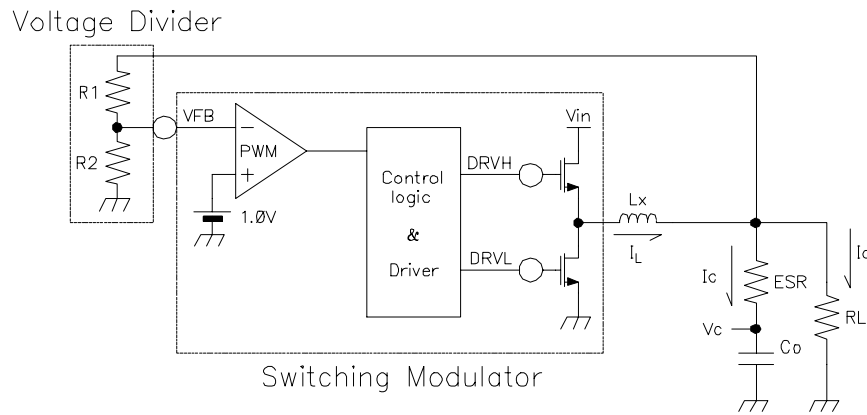 Voltage Divider
R1
R2
VFB
PWM
1.0V
Control
logic
&
Driver
DRVH
DRVL
Vin
Lx
IL
Ic
ESR
Vc
Co
RL
Switching Modulator